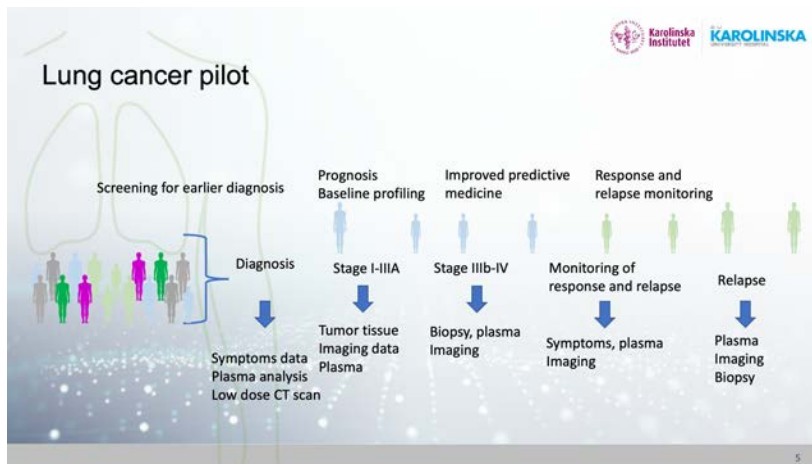 Karolinska
Institutet
KAROLINSKA
UNIVERSITY HOSPITAL
Lung cancer pilot
Screening for earlier diagnosis
Prognosis
Baseline profiling
Improved predictive
medicine
Response and
relapse monitoring
Diagnosis
Stage I-IIIA
Stage IIIb-IV
Monitoring of
response and relapse
Relapse
Symptoms data
Plasma analysis
Low dose CT scan
Tumor tissue
Imaging data
Plasma
Biopsy, plasma
Imaging
Symptoms, plasma
Imaging
Plasma
Imaging
Biopsy
5